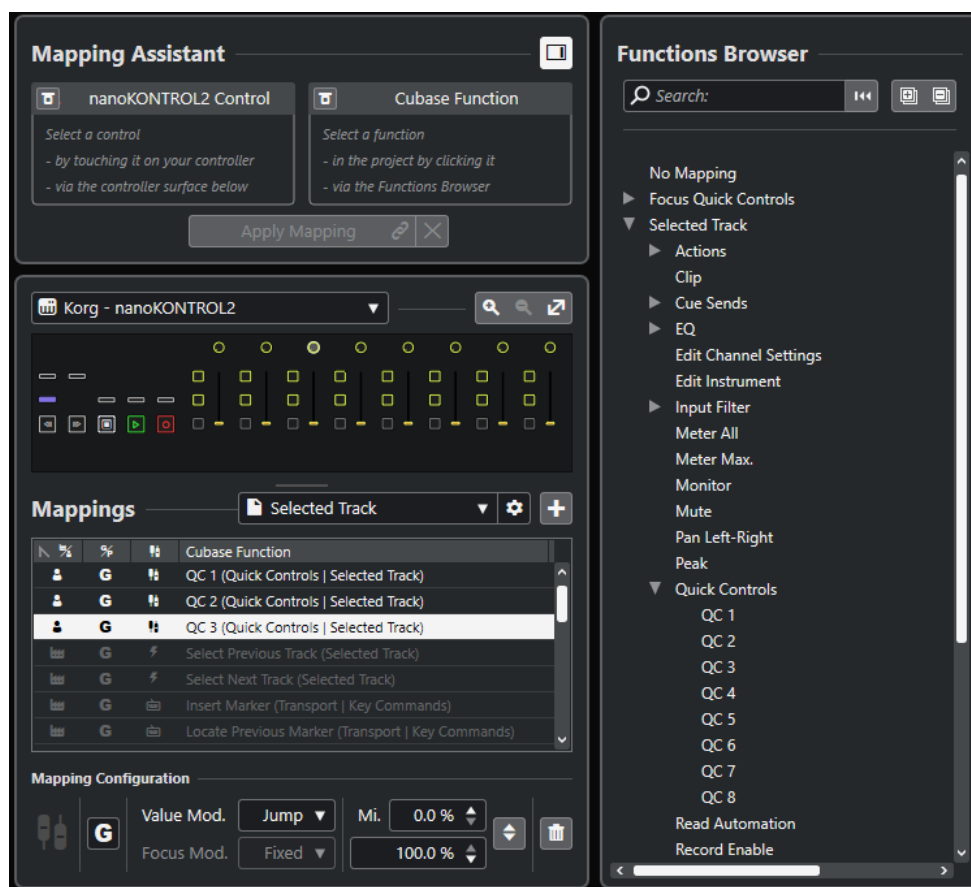 Mapping Assistant
nanoKONTROL2 Control
Select a control
- by touching it on your controller
- via the controller surface below
Cubase Function
Select a function
- in the project by clicking it
- via the Functions Browser
Apply Mapping
Korg - nanoKONTROL2
Mappings
Selected Track
Cubase Function
G QC 1 (Quick Controls | Selected Track)
G QC 2 (Quick Controls | Selected Track)
G QC 3 (Quick Controls | Selected Track)
G Select Previous Track (Selected Track)
G Select Next Track (Selected Track)
G Insert Marker (Transport | Key Commands)
G Locate Previous Marker (Transport | Key Commands)
Mapping Configuration
G
Value Mod. Jump
Mi. 0.0 %
Focus Mod. Fixed
100.0 %
Functions Browser
Search:
No Mapping
Focus Quick Controls
Selected Track
Actions
Clip
Cue Sends
EQ
Edit Channel Settings
Edit Instrument
Input Filter
Meter All
Meter Max.
Monitor
Mute
Pan Left-Right
Peak
Quick Controls
QC 1
QC 2
QC 3
QC 4
QC 5
QC 6
QC 7
QC 8
Read Automation
Record Enable